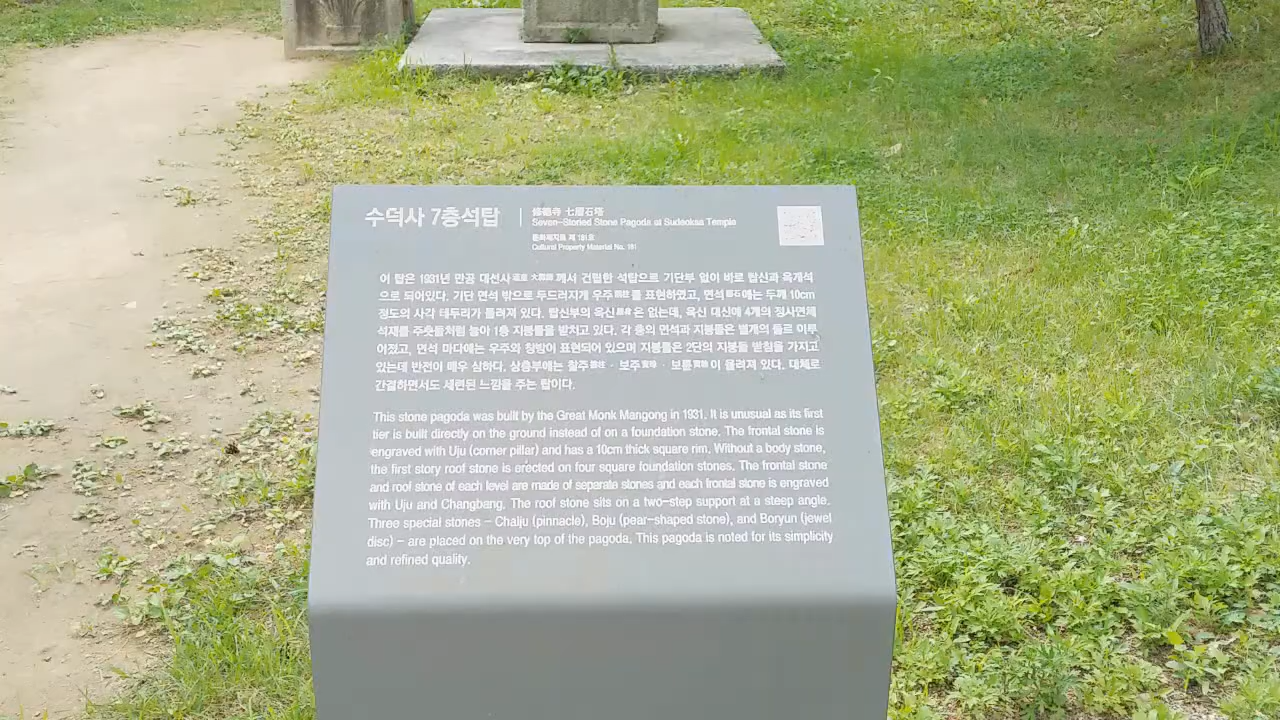 수덕사 7층석탑
修德寺 七層石塔
Seven-Storied Stone Pagoda at Sudeoksa Temple
문화재자료 제 181호
Cultural Property Material No. 181
이 탑은 1931년 만공 대선사 께서 건립한 석탑으로 기단부 없이 바로 탑신과 옥개석
으로 되어있다. 기단 면석 밖으로 두드러지게 우주 를 표현하였고, 면석 에는 두께 10cm
정도의 사각 테두리가 돌려져 있다. 탑신부의 옥신 은 없는데, 옥신 대신에 4개의 정사면체
석재를 주춧돌처럼 놓아 1층 지붕돌을 받치고 있다. 각 층의 면석과 지붕돌은 별개의 돌로 이루
어졌고, 면석 마다에는 우주와 창방이 표현되어 있으며 지붕돌은 2단의 지붕돌 받침을 가지고
있는데 반전이 매우 심하다. 상층부에는 찰주 · 보주 · 보륜 이 올려져 있다. 대체로
간결하면서도 세련된 느낌을 주는 탑이다.
This stone pagoda was built by the Great Monk Mangong in 1931. It is unusual as its first
tier is built directly on the ground instead of on a foundation stone. The frontal stone is
engraved with Uju (corner pillar) and has a 10cm thick square rim. Without a body stone,
the first story roof stone is erected on four square foundation stones. The frontal stone
and roof stone of each level are made of separate stones and each frontal stone is engraved
with Uju and Changbang. The roof stone sits on a two-step support at a steep angle.
Three special stones - Chalju (pinnacle), Boju (pear-shaped stone), and Boryun (jewel
disc) - are placed on the very top of the pagoda. This pagoda is noted for its simplicity
and refined quality.